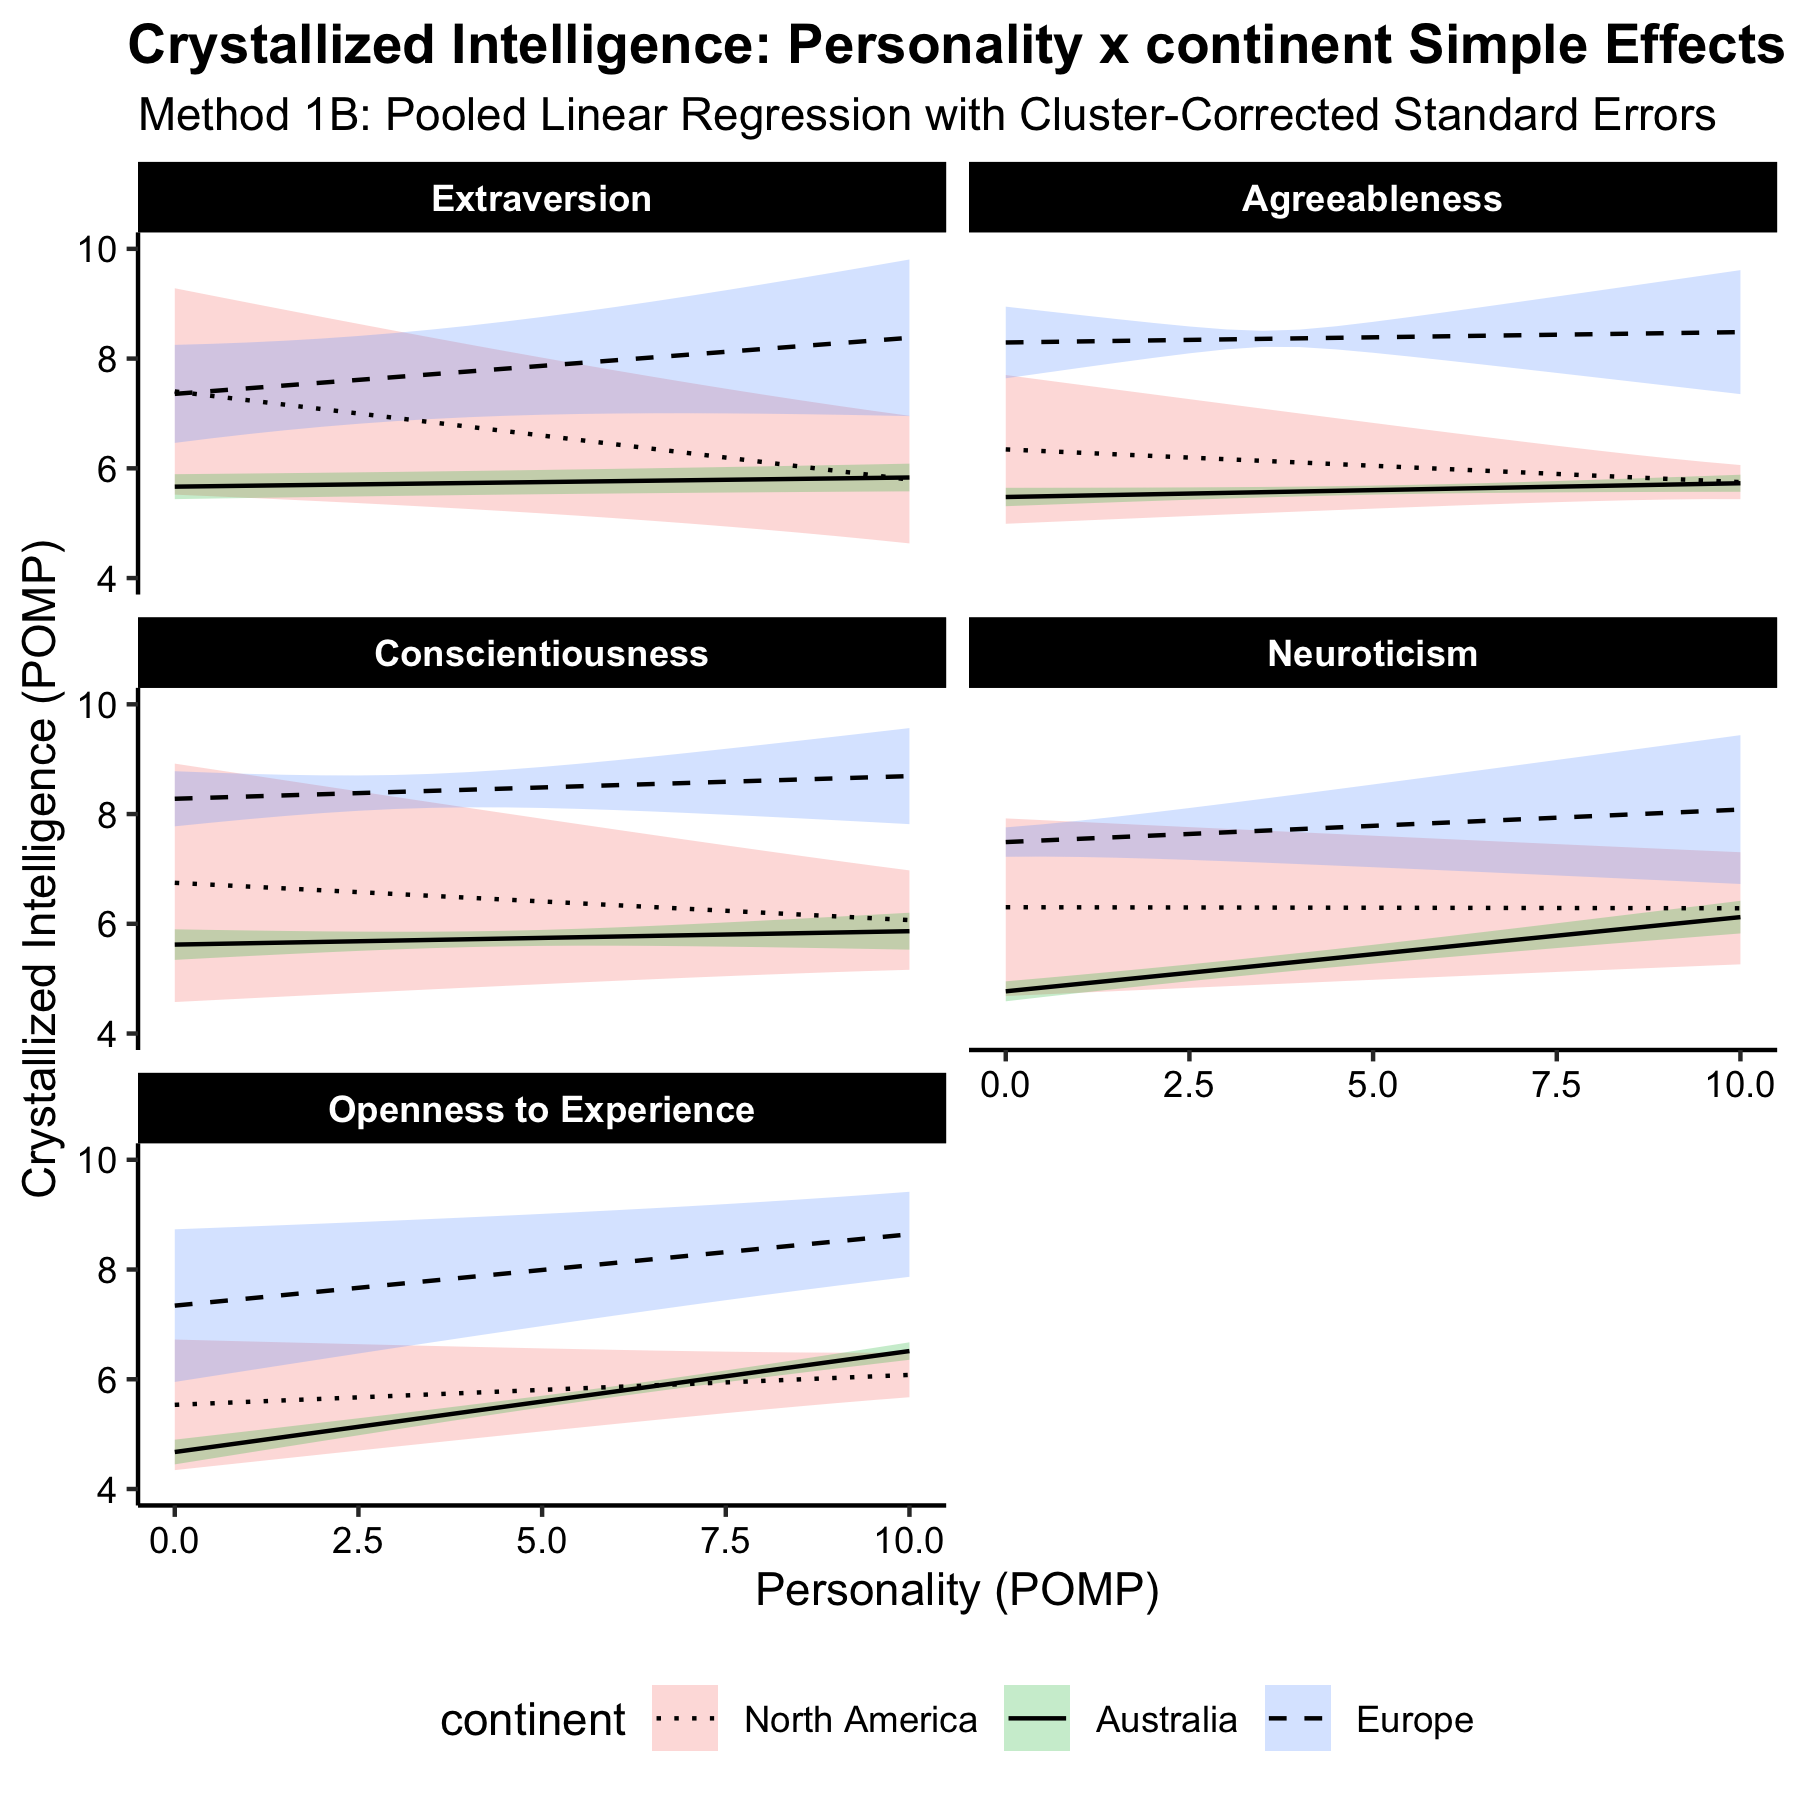 Crystallized Intelligence: Personality x continent Simple Effects
Method 1B: Pooled Linear Regression with Cluster-Corrected Standard Errors
Extraversion
Agreeableness
10
8
6
4
Conscientiousness
Neuroticism
10
8
6
4
0.0 2.5 5.0 7.5 10.0
Openness to Experience
10
8
6
4
0.0 2.5 5.0 7.5 10.0
Crystallized Intelligence (POMP)
Personality (POMP)
continent North America Australia Europe